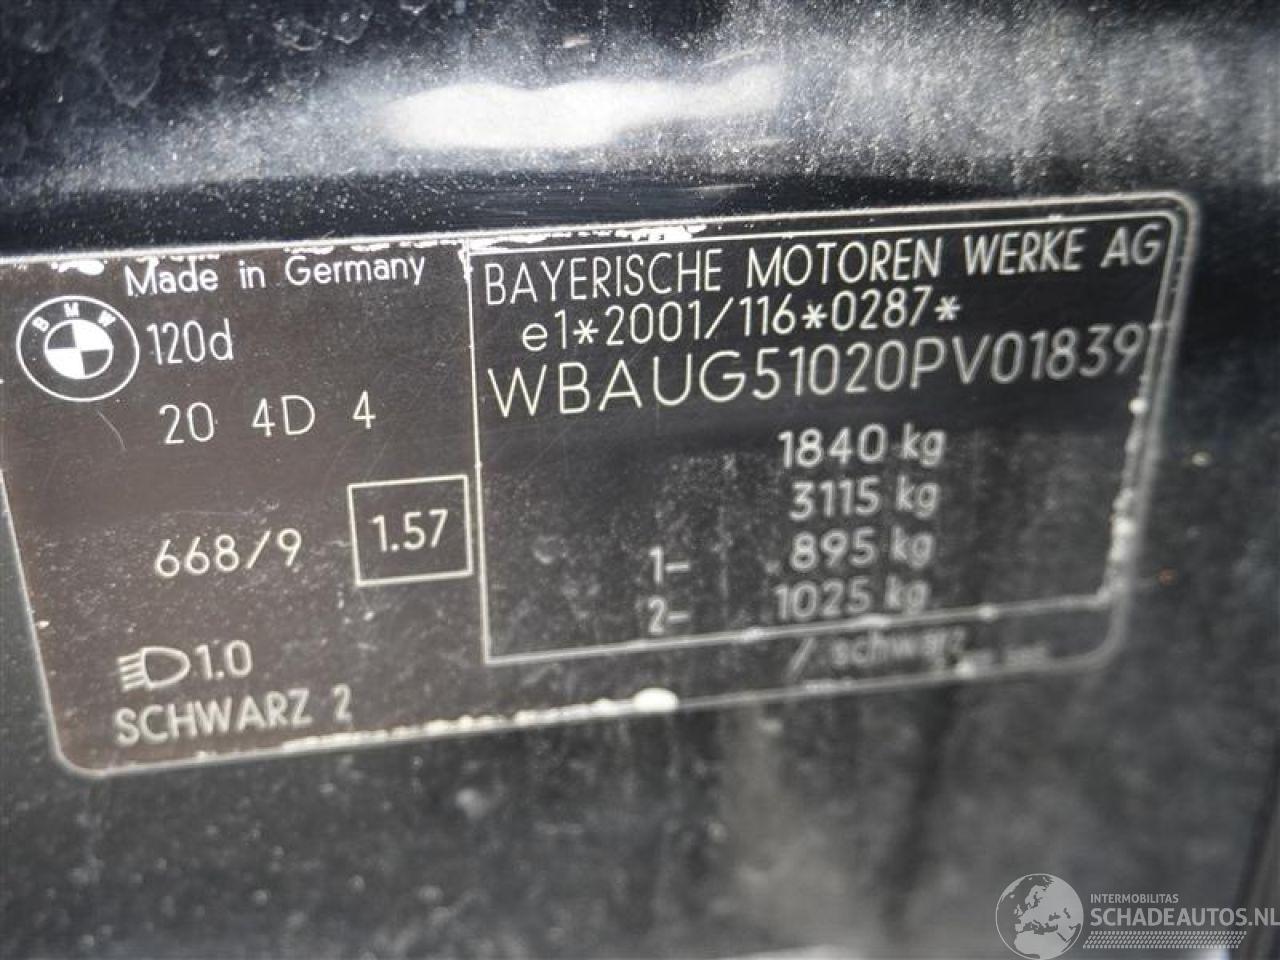 Made in Germany
BMW
120d
20 4D 4
668/9
1.57
1.0
SCHWARZ 2
BAYERISCHE MOTOREN WERKE AG
e1*2001/116*0287*
WBAUG51020PV01839
1840 kg
3115 kg
1- 895 kg
2- 1025 kg
/. schwarz
INTERMOBILITAS
SCHADEAUTOS.NL